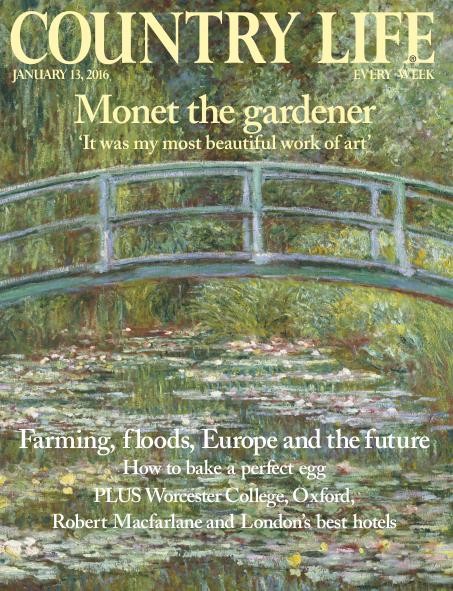 COUNTRY LIFE®
JANUARY 13, 2016 EVERY WEEK
Monet the gardener
‘It was my most beautiful work of art’
Farming, floods, Europe and the future
How to bake a perfect egg
PLUS Worcester College, Oxford,
Robert Macfarlane and London’s best hotels